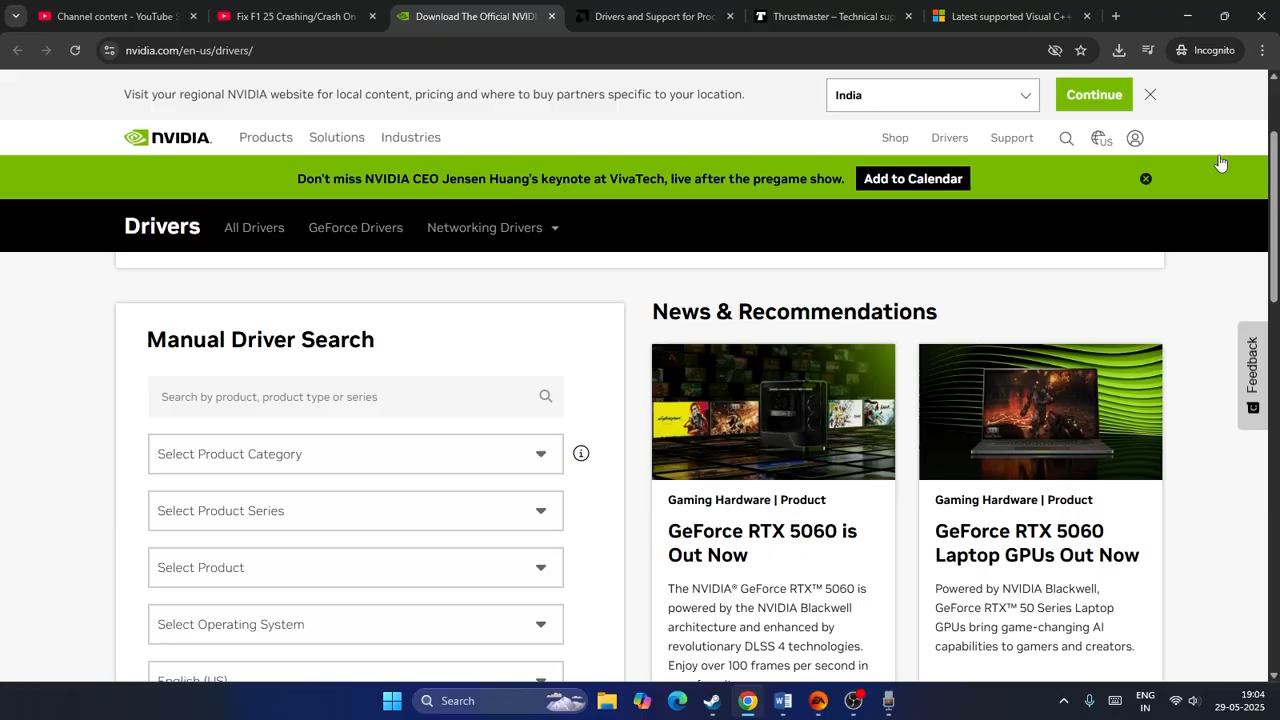 Channel content - YouTube S
Fix F1 25 Crashing/Crash On
Download The Official NVIDI
Drivers and Support for Proc
Thrustmaster – Technical sup
Latest supported Visual C++
nvidia.com/en-us/drivers/
Incognito
Visit your regional NVIDIA website for local content, pricing and where to buy partners specific to your location.
India
Continue
NVIDIA.
Products
Solutions
Industries
Shop
Drivers
Support
US
Don't miss NVIDIA CEO Jensen Huang's keynote at VivaTech, live after the pregame show.
Add to Calendar
Drivers
All Drivers
GeForce Drivers
Networking Drivers
Manual Driver Search
Search by product, product type or series
Select Product Category
Select Product Series
Select Product
Select Operating System
English (US)
News & Recommendations
Gaming Hardware | Product
GeForce RTX 5060 is
Out Now
The NVIDIA® GeForce RTX™ 5060 is
powered by the NVIDIA Blackwell
architecture and enhanced by
revolutionary DLSS 4 technologies.
Enjoy over 100 frames per second in
Gaming Hardware | Product
GeForce RTX 5060
Laptop GPUs Out Now
Powered by NVIDIA Blackwell,
GeForce RTX™ 50 Series Laptop
GPUs bring game-changing AI
capabilities to gamers and creators.
Feedback
Search
ENG
IN
19:04
29-05-2025